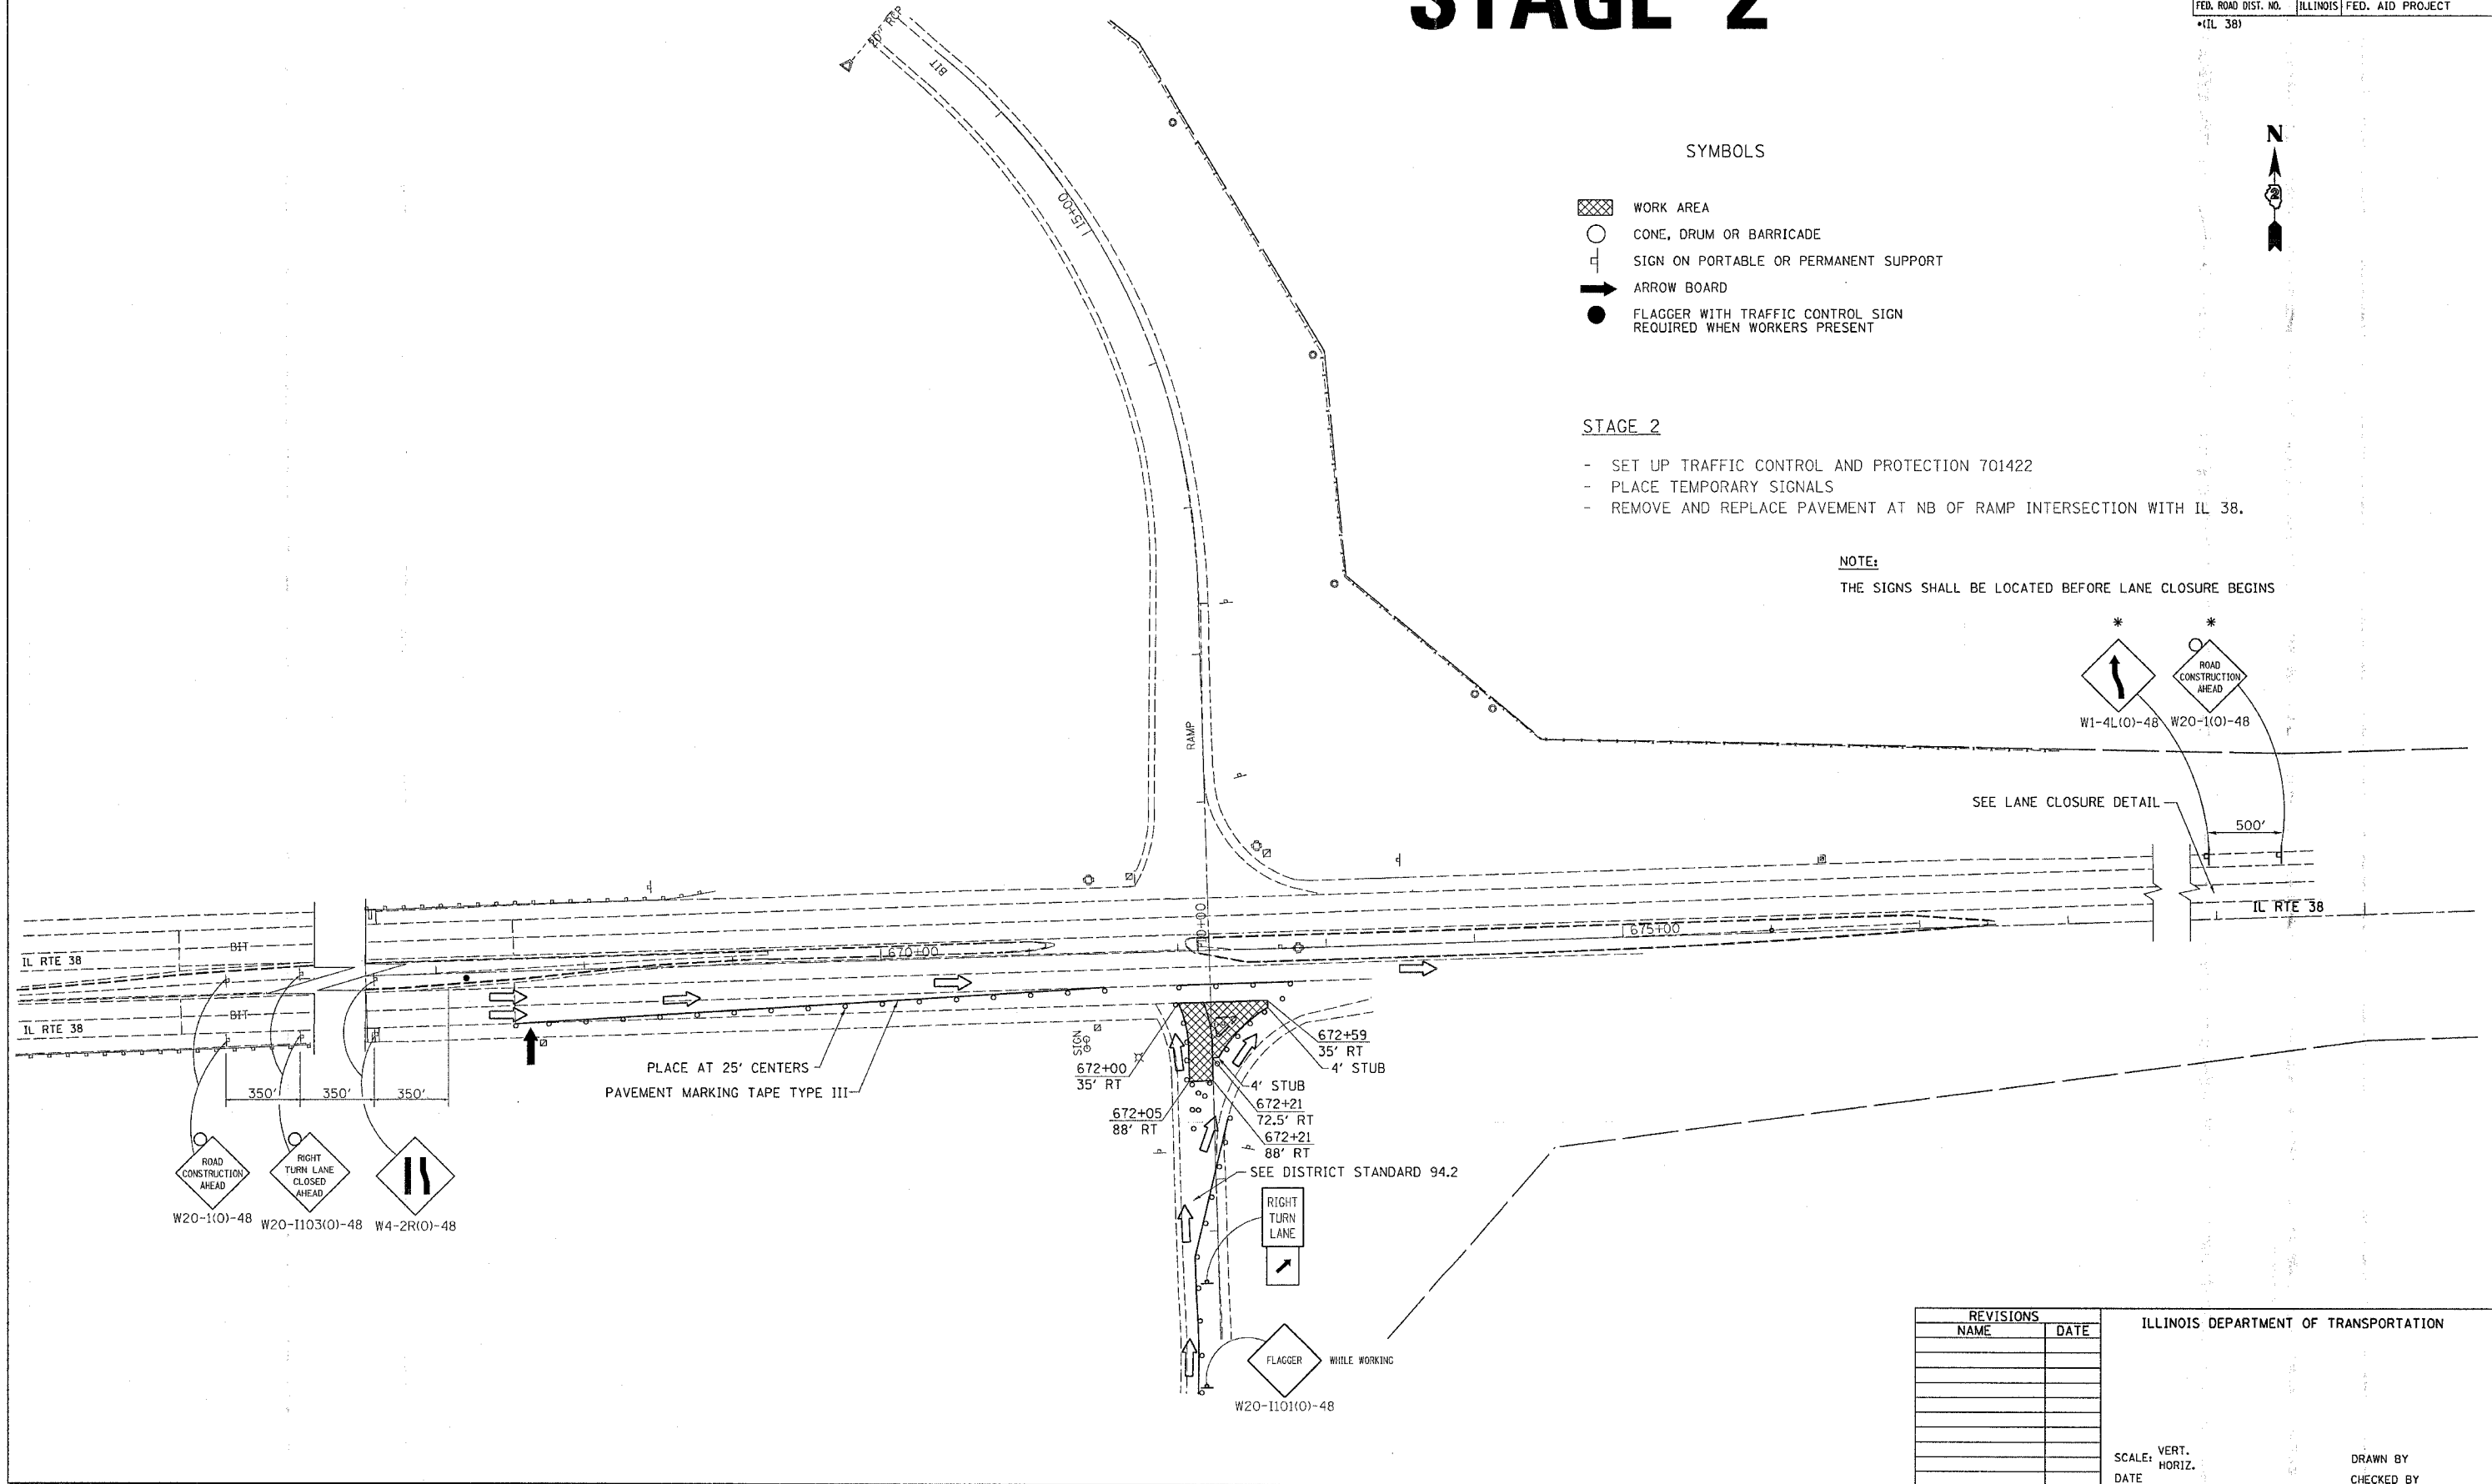 STAGE 2
FED. ROAD DIST. NO. ILLINOIS FED. AID PROJECT
*(IL 38)
20" RCP
BIT
15+00
SYMBOLS
N
2
WORK AREA
CONE, DRUM OR BARRICADE
SIGN ON PORTABLE OR PERMANENT SUPPORT
ARROW BOARD
FLAGGER WITH TRAFFIC CONTROL SIGN
REQUIRED WHEN WORKERS PRESENT
STAGE 2
- SET UP TRAFFIC CONTROL AND PROTECTION 701422
- PLACE TEMPORARY SIGNALS
- REMOVE AND REPLACE PAVEMENT AT NB OF RAMP INTERSECTION WITH IL 38.
NOTE:
THE SIGNS SHALL BE LOCATED BEFORE LANE CLOSURE BEGINS
* *
ROAD
CONSTRUCTION
AHEAD
W1-4L(O)-48 W20-1(O)-48
RAMP
SEE LANE CLOSURE DETAIL
500'
IL RTE 38
675+00
670+00
BIT
IL RTE 38
BIT
IL RTE 38
SIGN
PLACE AT 25' CENTERS
PAVEMENT MARKING TAPE TYPE III
350' 350' 350'
672+00
35' RT
672+05
88' RT
672+59
35' RT
4' STUB
4' STUB
672+21
72.5' RT
672+21
88' RT
SEE DISTRICT STANDARD 94.2
ROAD
CONSTRUCTION
AHEAD
W20-1(O)-48
RIGHT
TURN LANE
CLOSED
AHEAD
W20-I103(O)-48
W4-2R(O)-48
RIGHT
TURN
LANE
FLAGGER
WHILE WORKING
W20-I101(O)-48
REVISIONS
NAME DATE
ILLINOIS DEPARTMENT OF TRANSPORTATION
SCALE: VERT.
HORIZ.
DATE
DRAWN BY
CHECKED BY